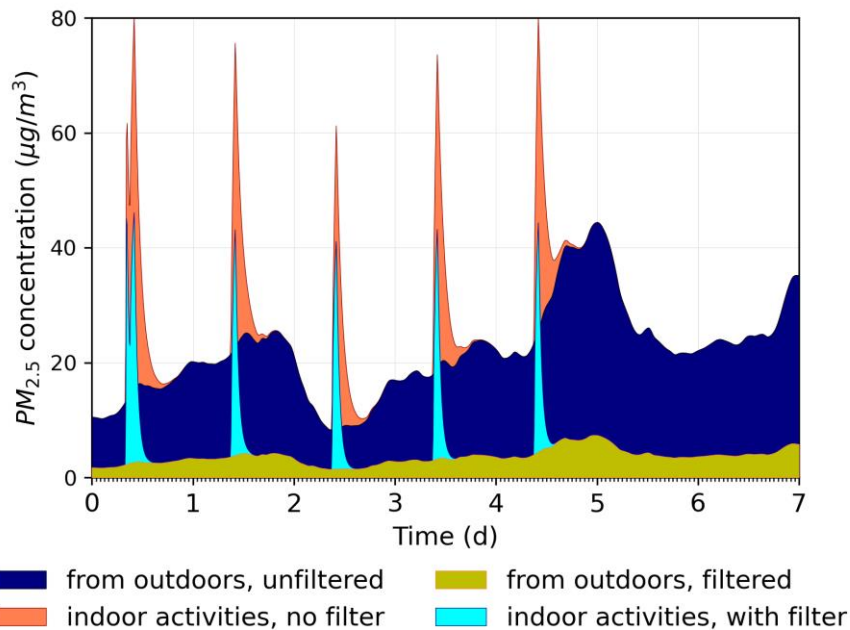 80
60
40
20
0
PM2.5 concentration (μg/m3)
0 1 2 3 4 5 6 7
Time (d)
from outdoors, unfiltered
from outdoors, filtered
indoor activities, no filter
indoor activities, with filter